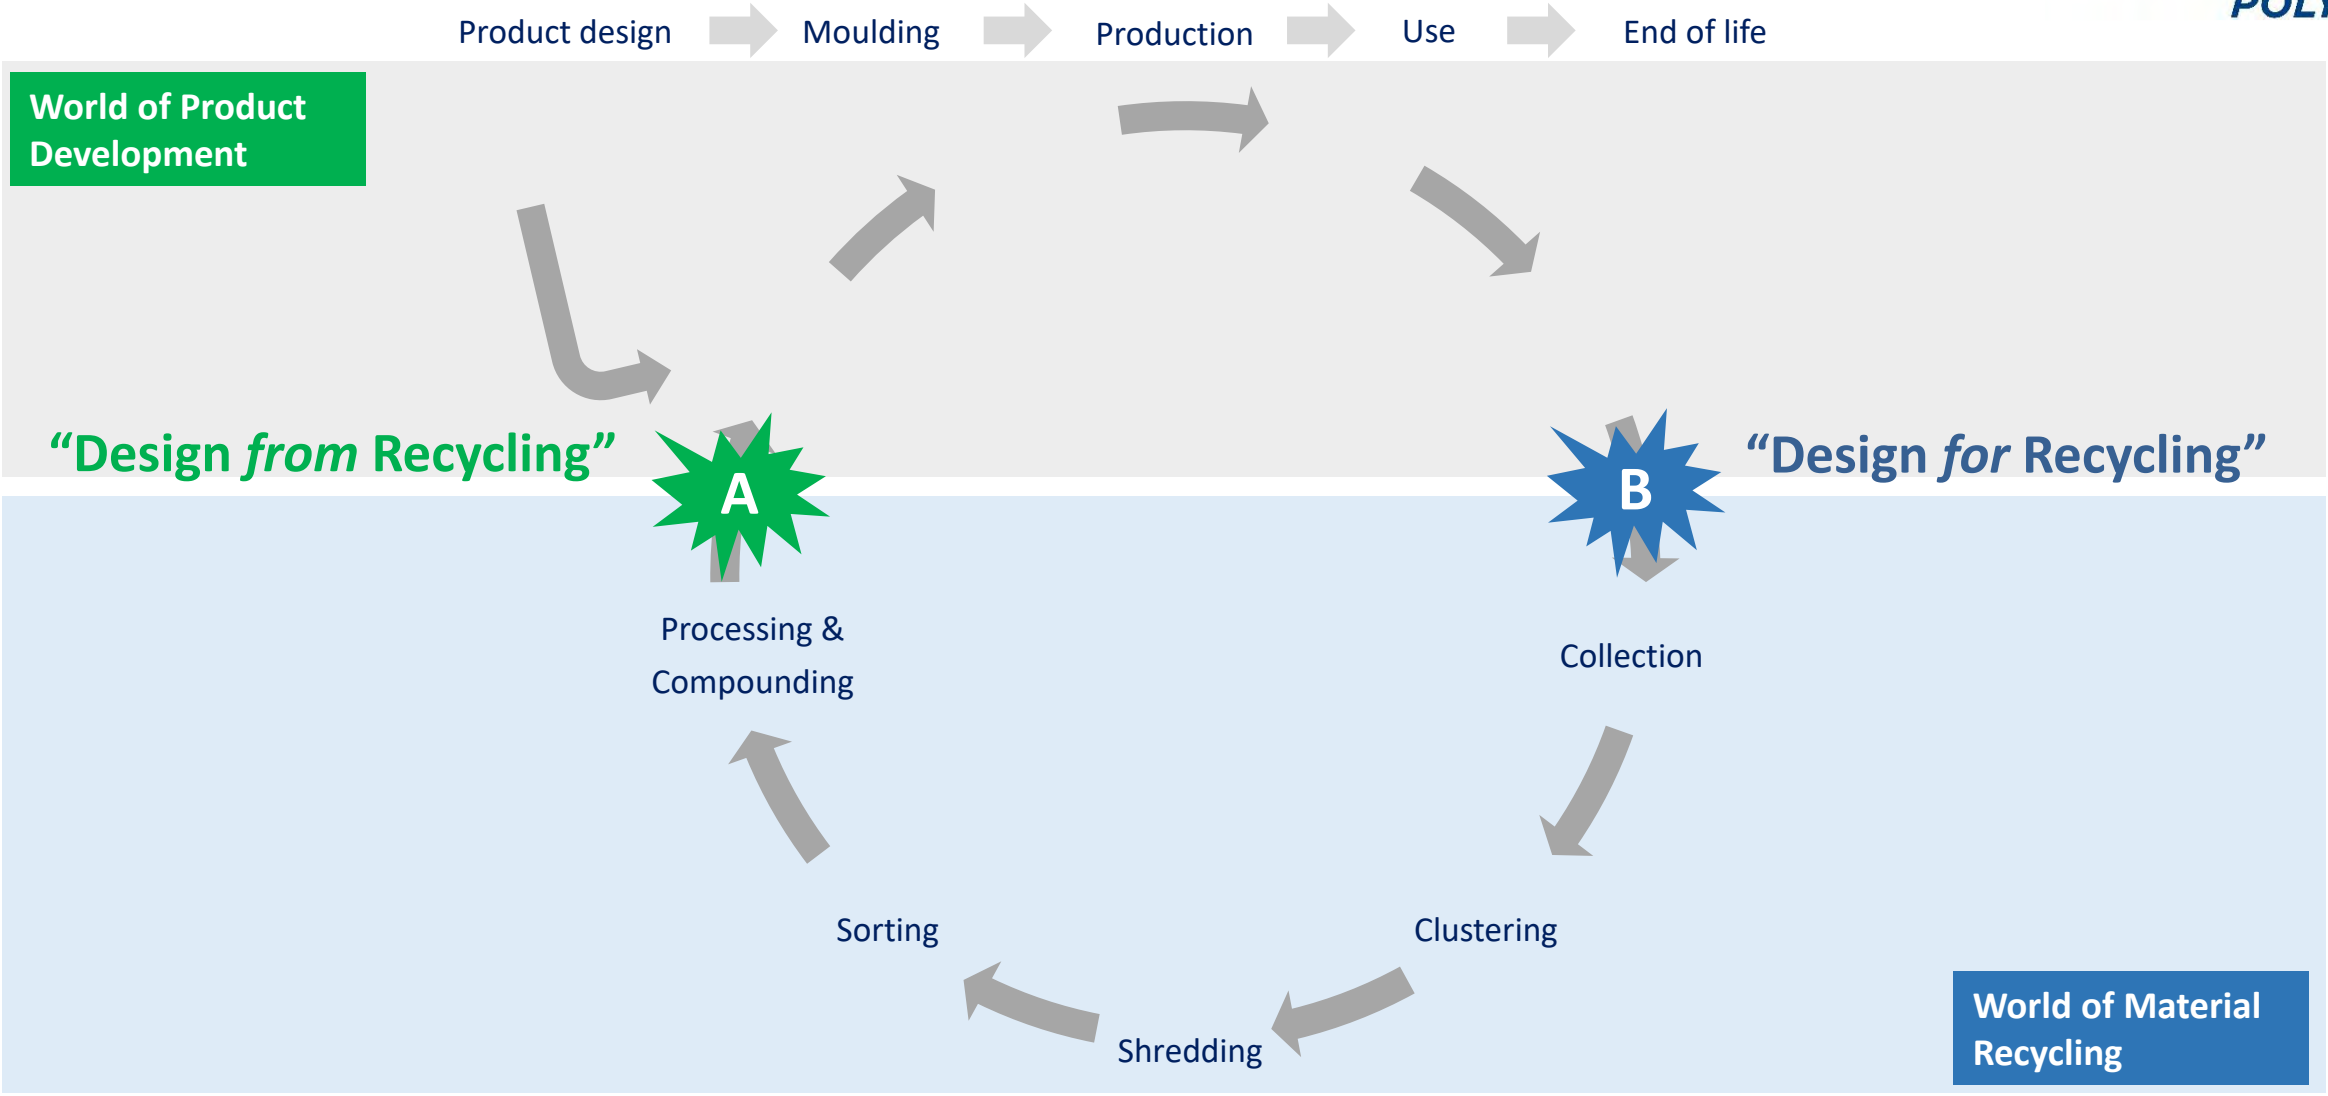 Product design
Moulding
Production
Use
End of life
World of Product
Development
“Design from Recycling”
A
B
“Design for Recycling”
Processing &
Compounding
Collection
Sorting
Clustering
Shredding
World of Material
Recycling